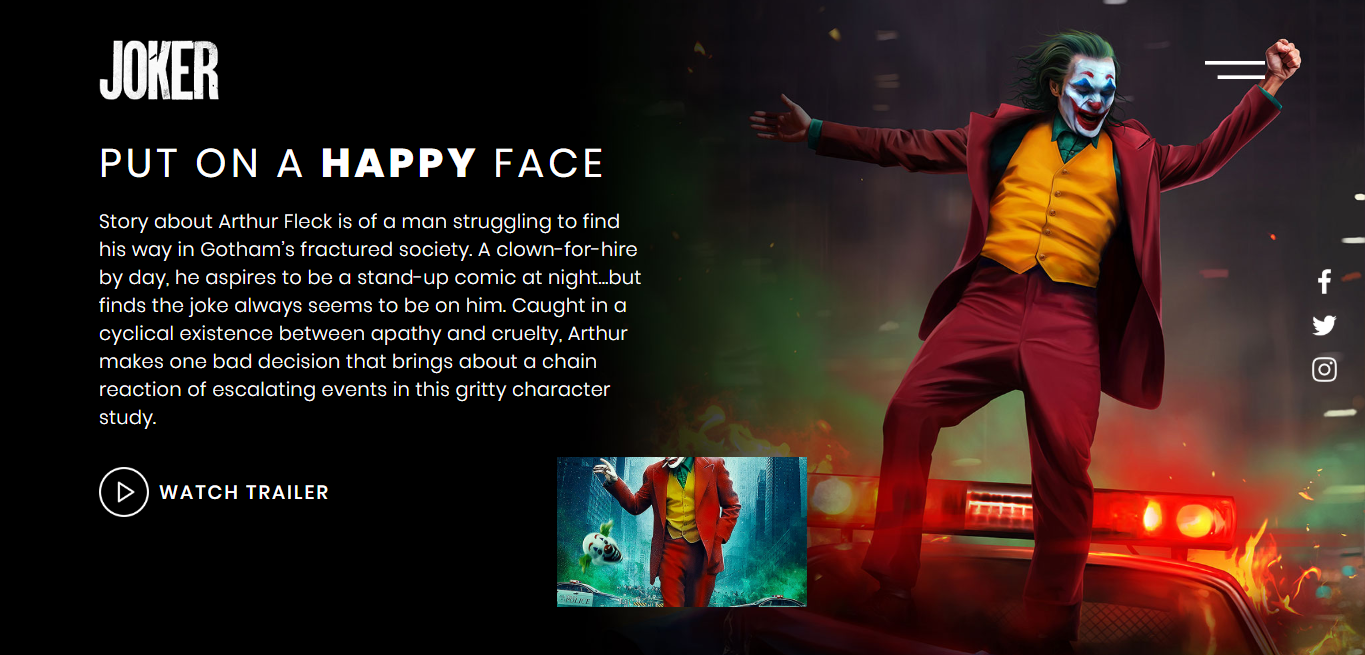 JOKER
PUT ON A HAPPY FACE
Story about Arthur Fleck is of a man struggling to find
his way in Gotham's fractured society. A clown-for-hire
by day, he aspires to be a stand-up comic at night...but
finds the joke always seems to be on him. Caught in a
cyclical existence between apathy and cruelty, Arthur
makes one bad decision that brings about a chain
reaction of escalating events in this gritty character
study.
WATCH TRAILER
POLICE